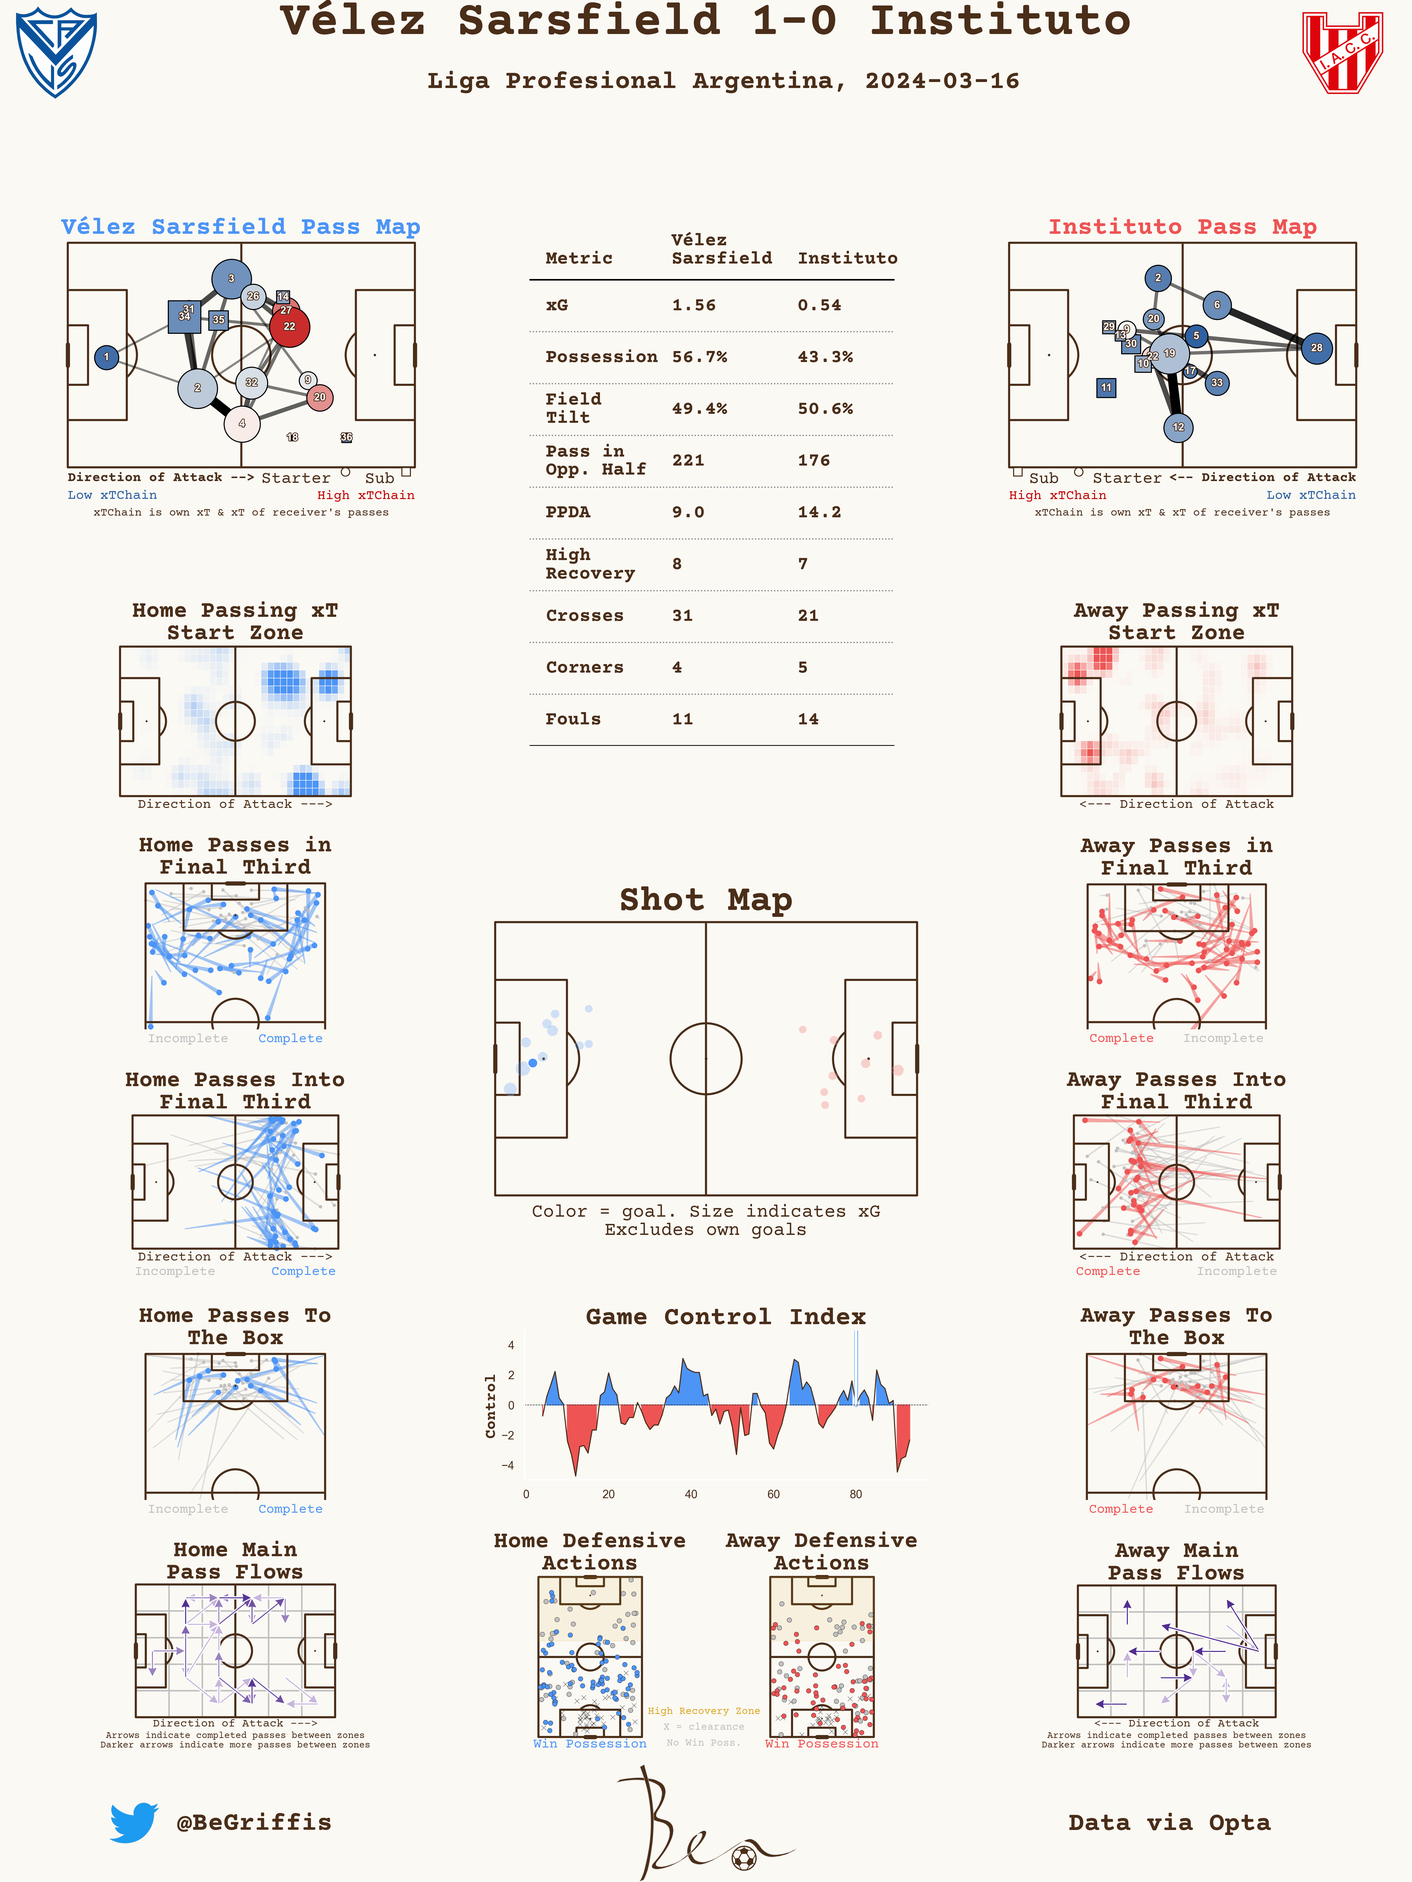 Vélez Sarsfield 1-0 Instituto
Liga Profesional Argentina, 2024-03-16
I.A.C.C.
Vélez Sarsfield Pass Map
3
26
14
27
22
31
34
35
1
2
32
9
20
4
18
36
Direction of Attack --> Starter Sub
Low xTChain High xTChain
xTChain is own xT & xT of receiver's passes
Metric Vélez Sarsfield Instituto
xG 1.56 0.54
Possession 56.7% 43.3%
Field Tilt 49.4% 50.6%
Pass in Opp. Half 221 176
PPDA 9.0 14.2
High Recovery 8 7
Crosses 31 21
Corners 4 5
Fouls 11 14
Instituto Pass Map
2
6
20
29
9
13
30
5
22
19
28
10
17
33
11
12
Sub Starter <-- Direction of Attack
High xTChain Low xTChain
xTChain is own xT & xT of receiver's passes
Home Passing xT
Start Zone
Direction of Attack --->
Away Passing xT
Start Zone
<--- Direction of Attack
Home Passes in
Final Third
Incomplete Complete
Away Passes in
Final Third
Complete Incomplete
Shot Map
Color = goal. Size indicates xG
Excludes own goals
Home Passes Into
Final Third
Direction of Attack --->
Incomplete Complete
Away Passes Into
Final Third
<--- Direction of Attack
Complete Incomplete
Home Passes To
The Box
Incomplete Complete
Game Control Index
Control
4
2
0
−2
−4
0 20 40 60 80
Away Passes To
The Box
Complete Incomplete
Home Main
Pass Flows
Direction of Attack --->
Arrows indicate completed passes between zones
Darker arrows indicate more passes between zones
Home Defensive
Actions
Win Possession
High Recovery Zone
X = clearance
No Win Poss.
Away Defensive
Actions
Win Possession
Away Main
Pass Flows
<--- Direction of Attack
Arrows indicate completed passes between zones
Darker arrows indicate more passes between zones
@BeGriffis
Ben
Data via Opta